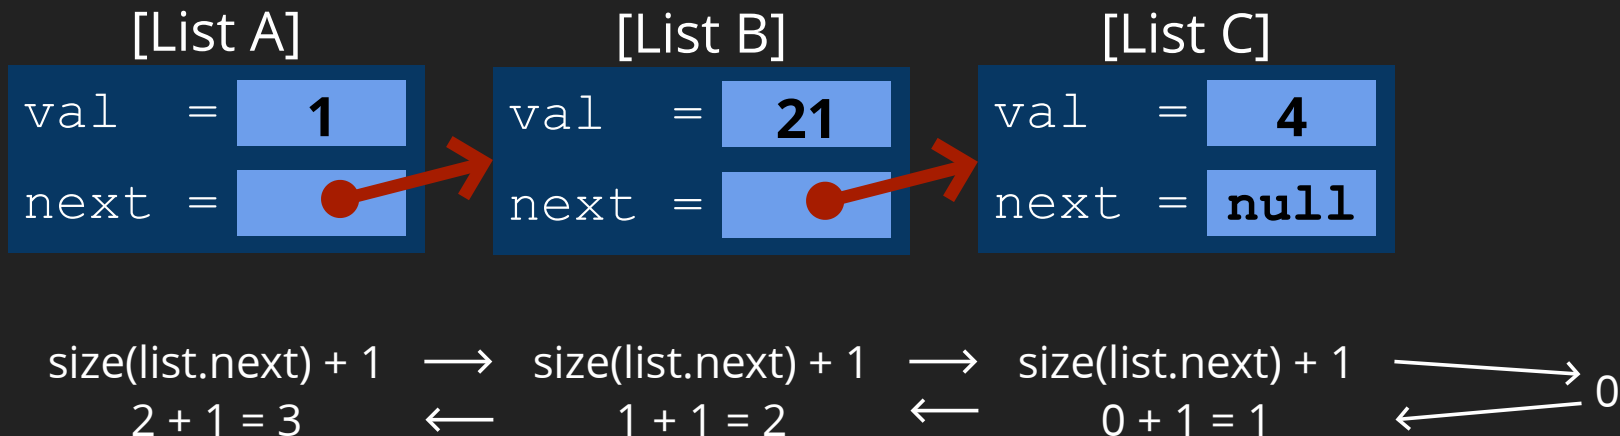 [List A] [List B] [List C]
val = 1 val = 21 val = 4
next = next = next = null
size(list.next) + 1 size(list.next) + 1 size(list.next) + 1
0
2 + 1 = 3 1 + 1 = 2 0 + 1 = 1